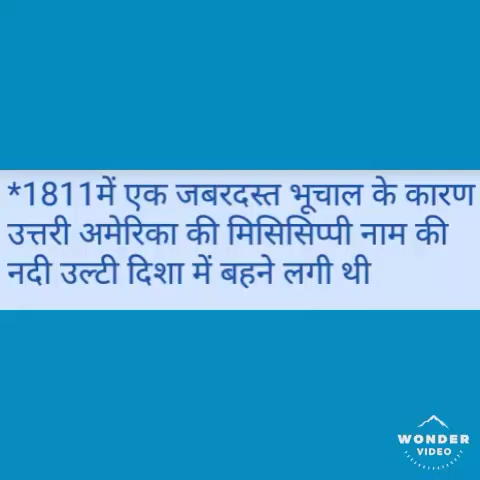 *1811में एक जबरदस्त भूचाल के कारण
उत्तरी अमेरिका की मिसिसिप्पी नाम की
नदी उल्टी दिशा में बहने लगी थी
WONDER
VIDEO